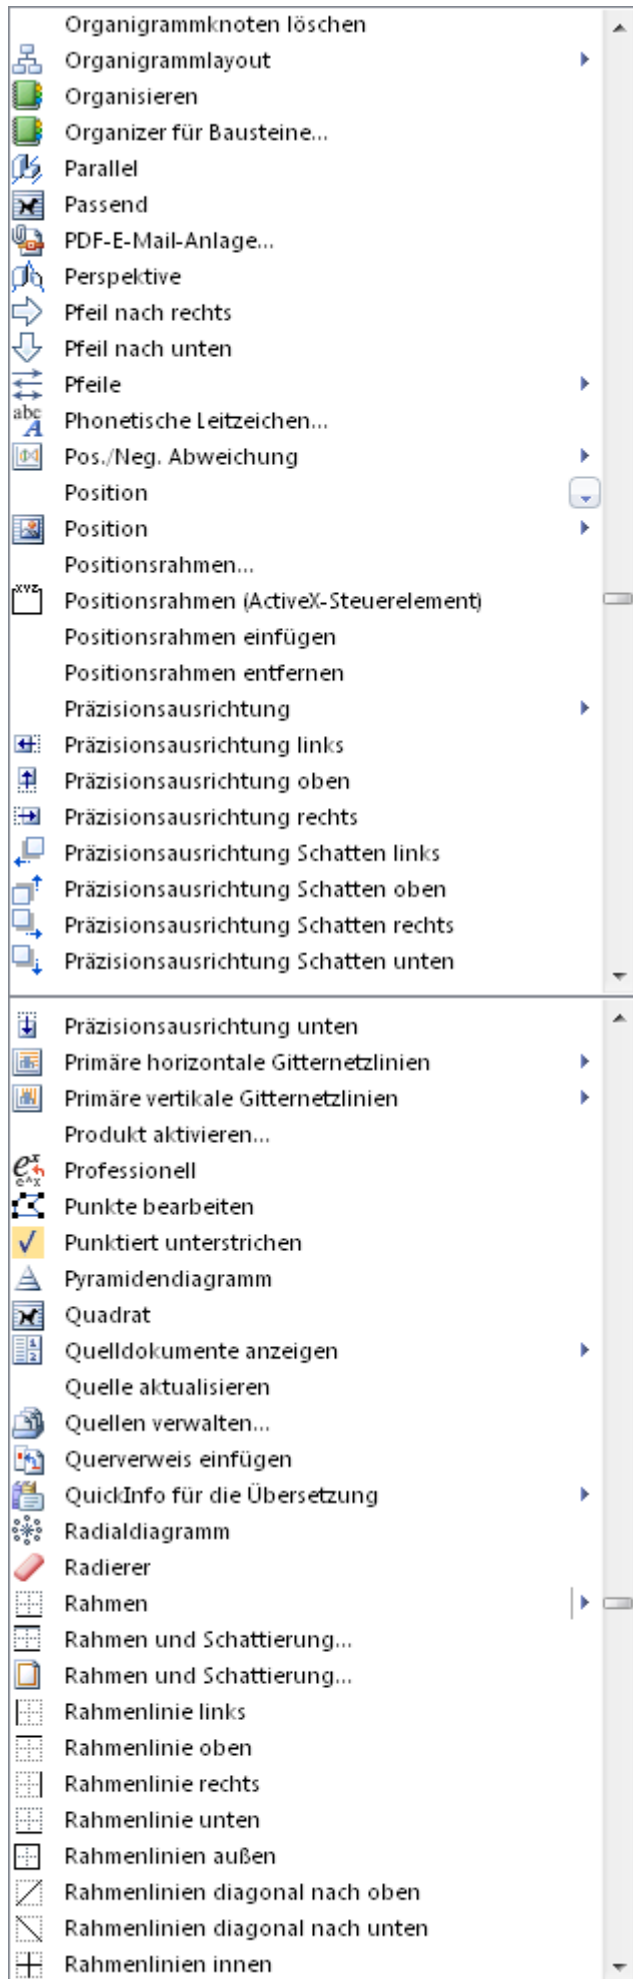 Organigrammknoten löschen
Organigrammlayout
Organisieren
Organizer für Bausteine...
Parallel
Passend
PDF-E-Mail-Anlage...
Perspektive
Pfeil nach rechts
Pfeil nach unten
Pfeile
abc A Phonetische Leitzeichen...
Pos./Neg. Abweichung
Position
Position
Positionsrahmen...
xyz Positionsrahmen (ActiveX-Steuerelement)
Positionsrahmen einfügen
Positionsrahmen entfernen
Präzisionsausrichtung
Präzisionsausrichtung links
Präzisionsausrichtung oben
Präzisionsausrichtung rechts
Präzisionsausrichtung Schatten links
Präzisionsausrichtung Schatten oben
Präzisionsausrichtung Schatten rechts
Präzisionsausrichtung Schatten unten
Präzisionsausrichtung unten
Primäre horizontale Gitternetzlinien
Primäre vertikale Gitternetzlinien
Produkt aktivieren...
eˣ e^x Professionell
Punkte bearbeiten
Punktiert unterstrichen
Pyramidendiagramm
Quadrat
1 2 Quelldokumente anzeigen
Quelle aktualisieren
Quellen verwalten...
Querverweis einfügen
QuickInfo für die Übersetzung
Radialdiagramm
Radierer
Rahmen
Rahmen und Schattierung...
Rahmen und Schattierung...
Rahmenlinie links
Rahmenlinie oben
Rahmenlinie rechts
Rahmenlinie unten
Rahmenlinien außen
Rahmenlinien diagonal nach oben
Rahmenlinien diagonal nach unten
Rahmenlinien innen